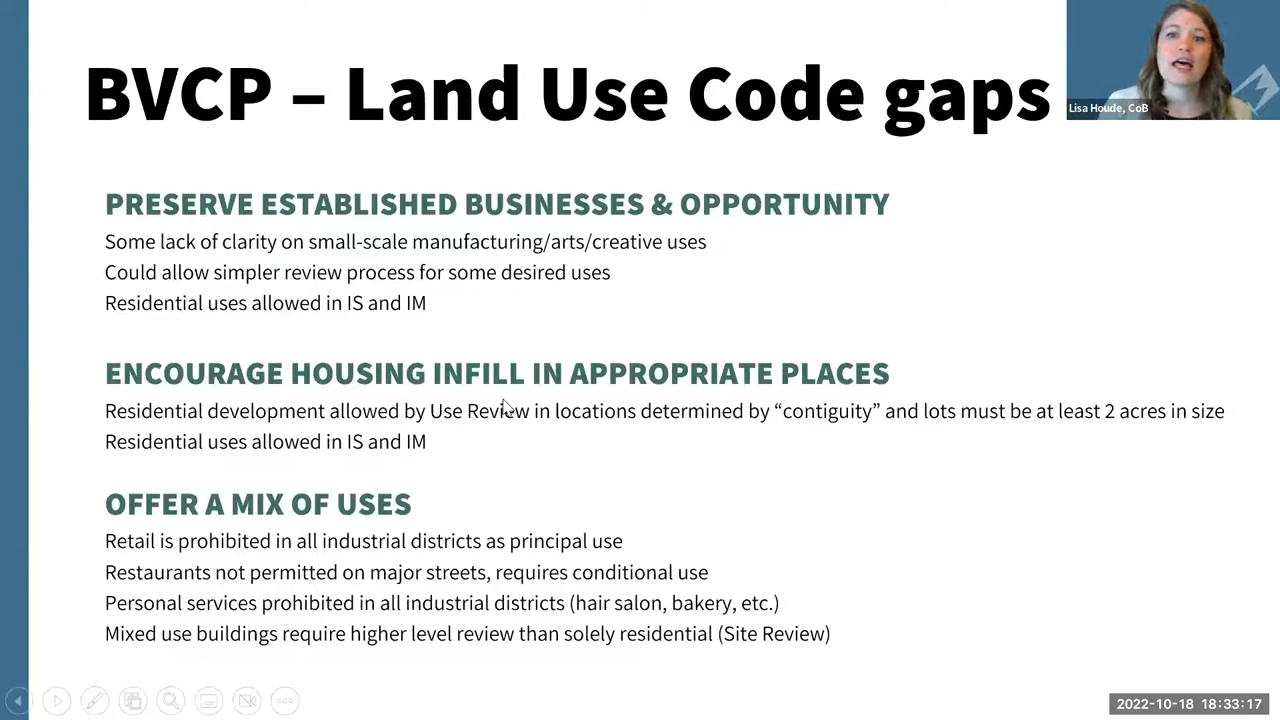 BVCP – Land Use Code gaps
Lisa Houde, CoB
PRESERVE ESTABLISHED BUSINESSES & OPPORTUNITY
Some lack of clarity on small-scale manufacturing/arts/creative uses
Could allow simpler review process for some desired uses
Residential uses allowed in IS and IM
ENCOURAGE HOUSING INFILL IN APPROPRIATE PLACES
Residential development allowed by Use Review in locations determined by “contiguity” and lots must be at least 2 acres in size
Residential uses allowed in IS and IM
OFFER A MIX OF USES
Retail is prohibited in all industrial districts as principal use
Restaurants not permitted on major streets, requires conditional use
Personal services prohibited in all industrial districts (hair salon, bakery, etc.)
Mixed use buildings require higher level review than solely residential (Site Review)
2022-10-18 18:33:17